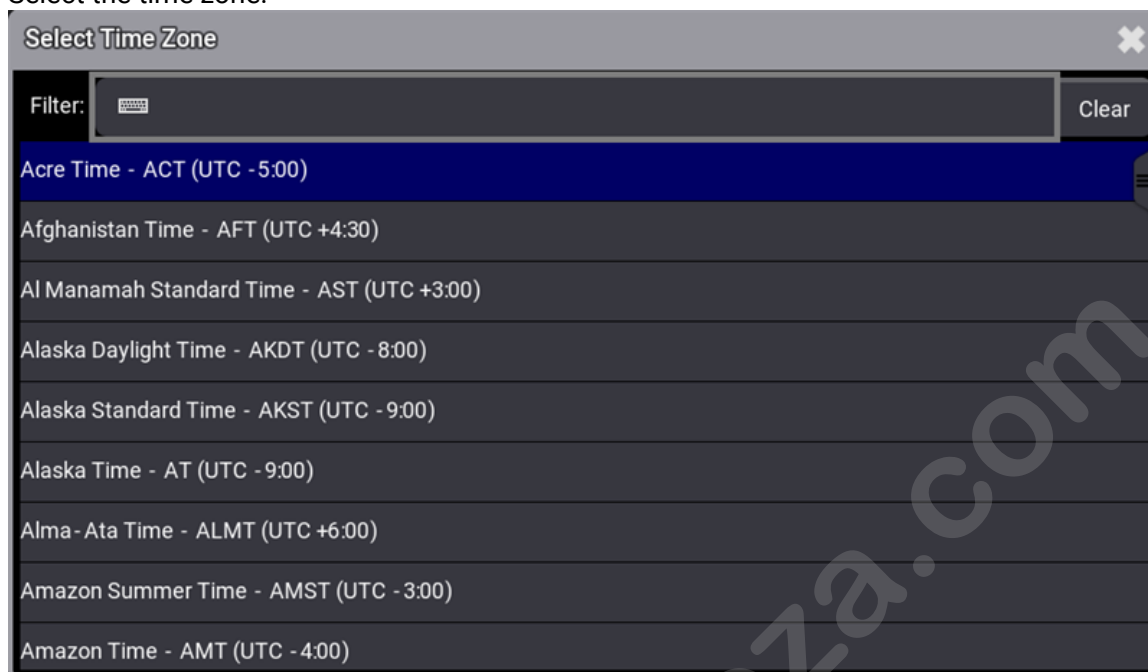 Select the time zone.
Select Time Zone
Filter:
Clear
Acre Time - ACT (UTC -5:00)
Afghanistan Time - AFT (UTC +4:30)
Al Manamah Standard Time - AST (UTC +3:00)
Alaska Daylight Time - AKDT (UTC -8:00)
Alaska Standard Time - AKST (UTC -9:00)
Alaska Time - AT (UTC -9:00)
Alma-Ata Time - ALMT (UTC +6:00)
Amazon Summer Time - AMST (UTC -3:00)
Amazon Time - AMT (UTC -4:00)
za.com